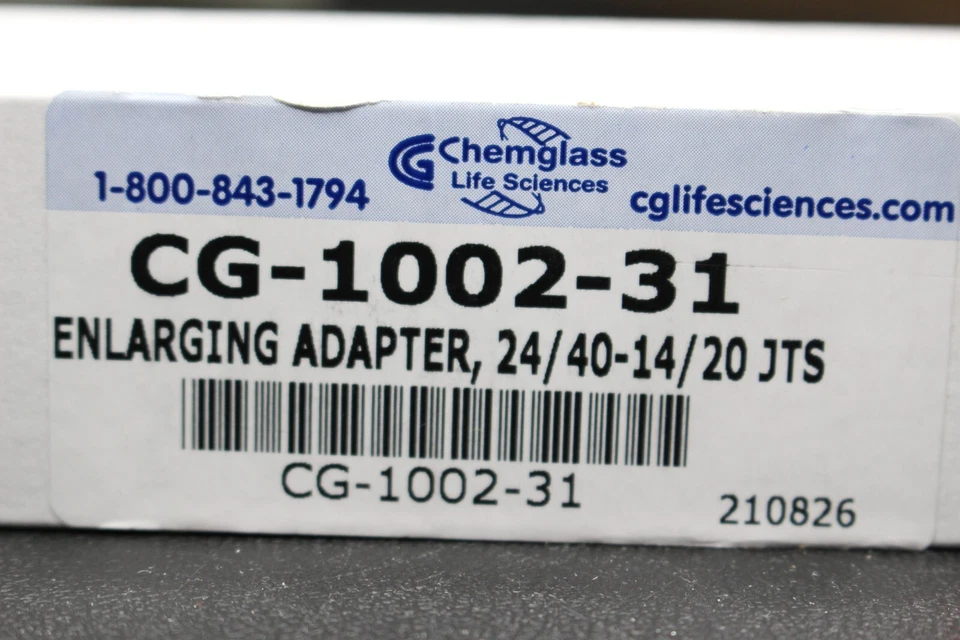 Chemglass
Life Sciences
1-800-843-1794
cglifesciences.com
CG-1002-31
ENLARGING ADAPTER, 24/40-14/20 JTS
CG-1002-31
210826